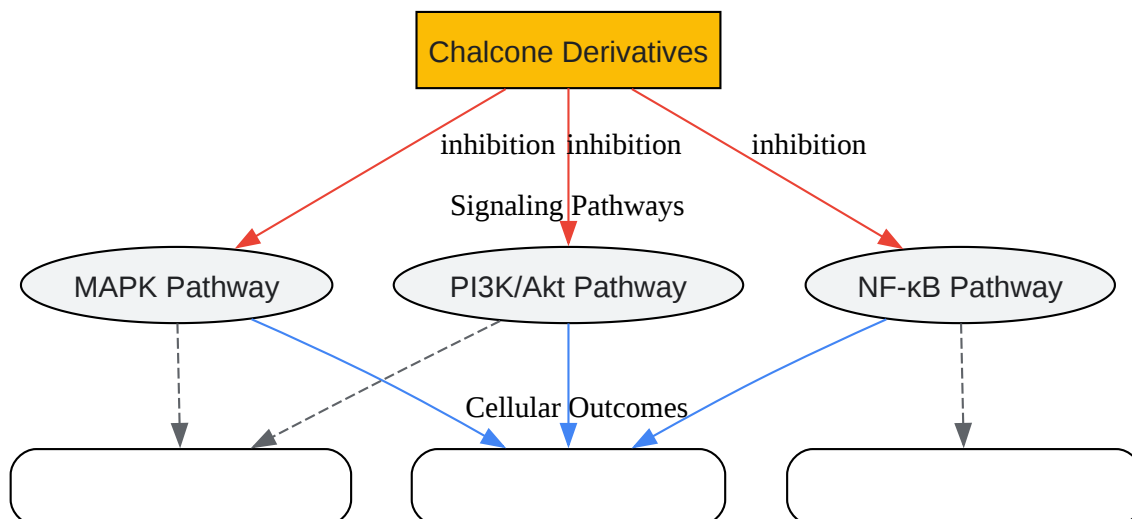 Chalcone Derivatives
inhibition inhibition inhibition
Signaling Pathways
MAPK Pathway PI3K/Akt Pathway NF-κB Pathway
Cellular Outcomes